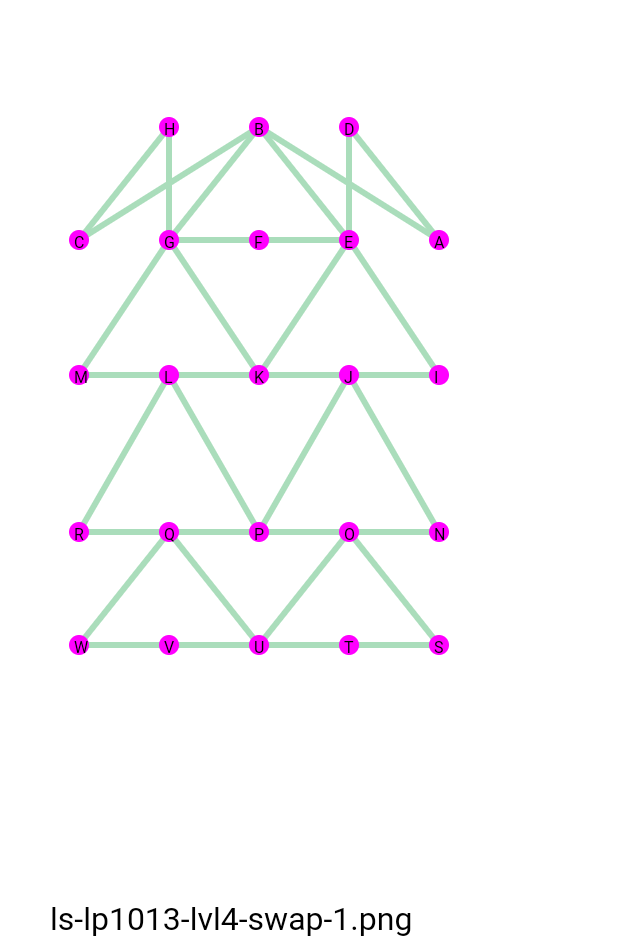 H B D
C G F E A
M L K J I
R Q P O N
W V U T S
ls-lp1013-lvl4-swap-1.png